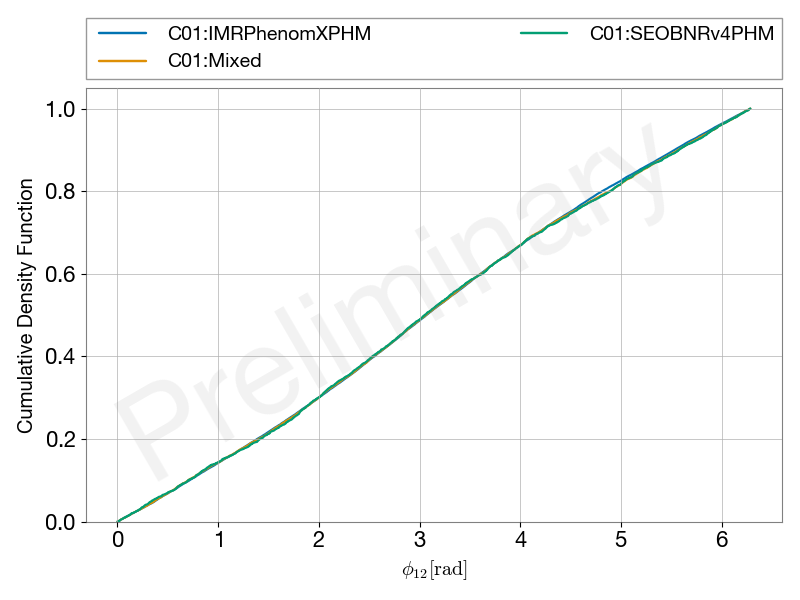 C01:IMRPhenomXPHM
C01:Mixed
C01:SEOBNRv4PHM
Preliminary
Cumulative Density Function
1.0
0.8
0.6
0.4
0.2
0.0
0 1 2 3 4 5 6
ϕ₁₂[rad]